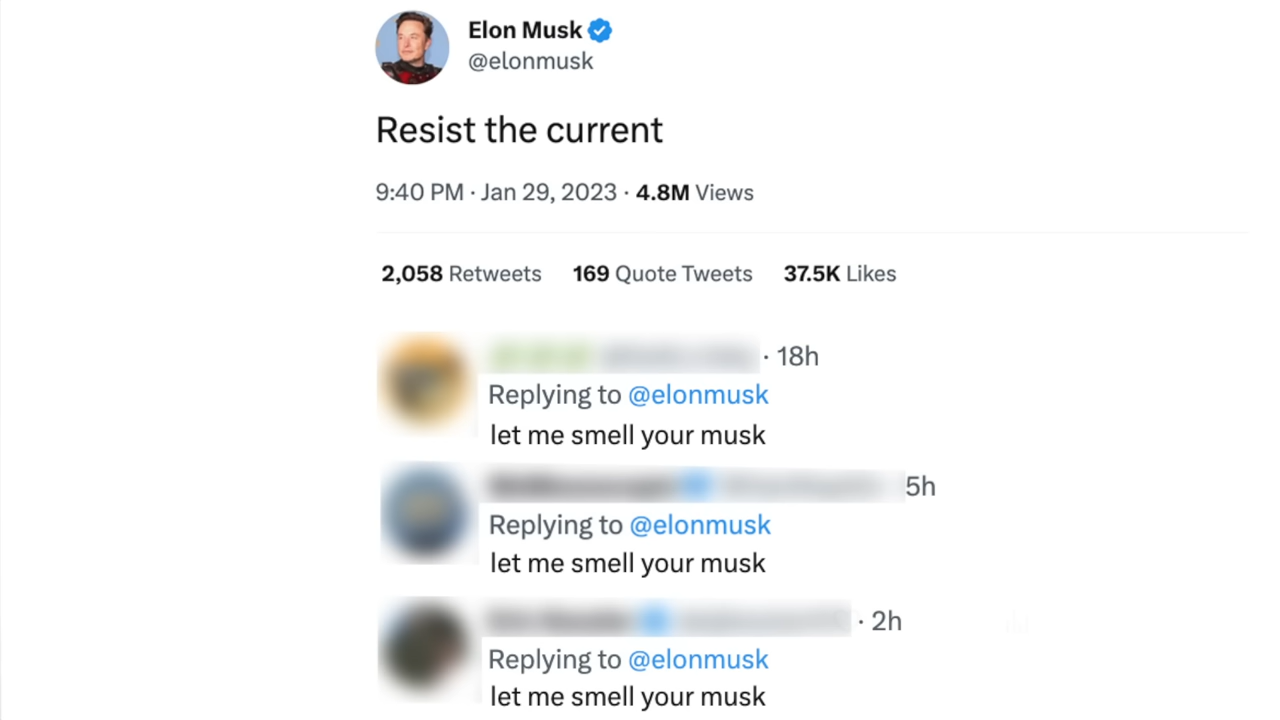 Elon Musk
@elonmusk
Resist the current
9:40 PM · Jan 29, 2023 · 4.8M Views
2,058 Retweets 169 Quote Tweets 37.5K Likes
· 18h
Replying to @elonmusk
let me smell your musk
5h
Replying to @elonmusk
let me smell your musk
· 2h
Replying to @elonmusk
let me smell your musk